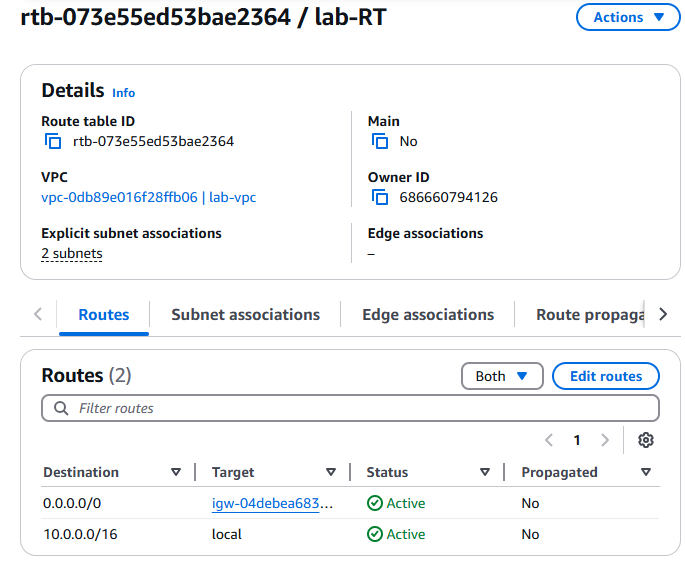 rtb-073e55ed53bae2364 / lab-RT
Actions
Details Info
Route table ID
rtb-073e55ed53bae2364
Main
No
VPC
vpc-0db89e016f28ffb06 | lab-vpc
Owner ID
686660794126
Explicit subnet associations
2 subnets
Edge associations
–
Routes Subnet associations Edge associations Route propaga
Routes (2)
Both
Edit routes
Filter routes
1
Destination Target Status Propagated
0.0.0.0/0 igw-04debea683... Active No
10.0.0.0/16 local Active No